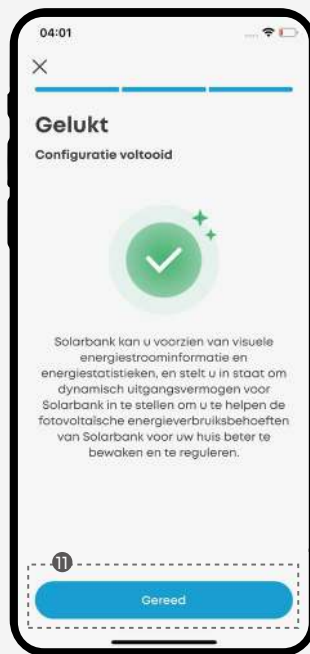 04:01
Gelukt
Configuratie voltooid
Solarbank kan u voorzien van visuele
energiestroominformatie en
energiestatistieken, en stelt u in staat om
dynamisch uitgangsvermogen voor
Solarbank in te stellen om u te helpen de
fotovoltaïsche energieverbruiksbehoeften
van Solarbank voor uw huis beter te
bewaken en te reguleren.
11
Gereed